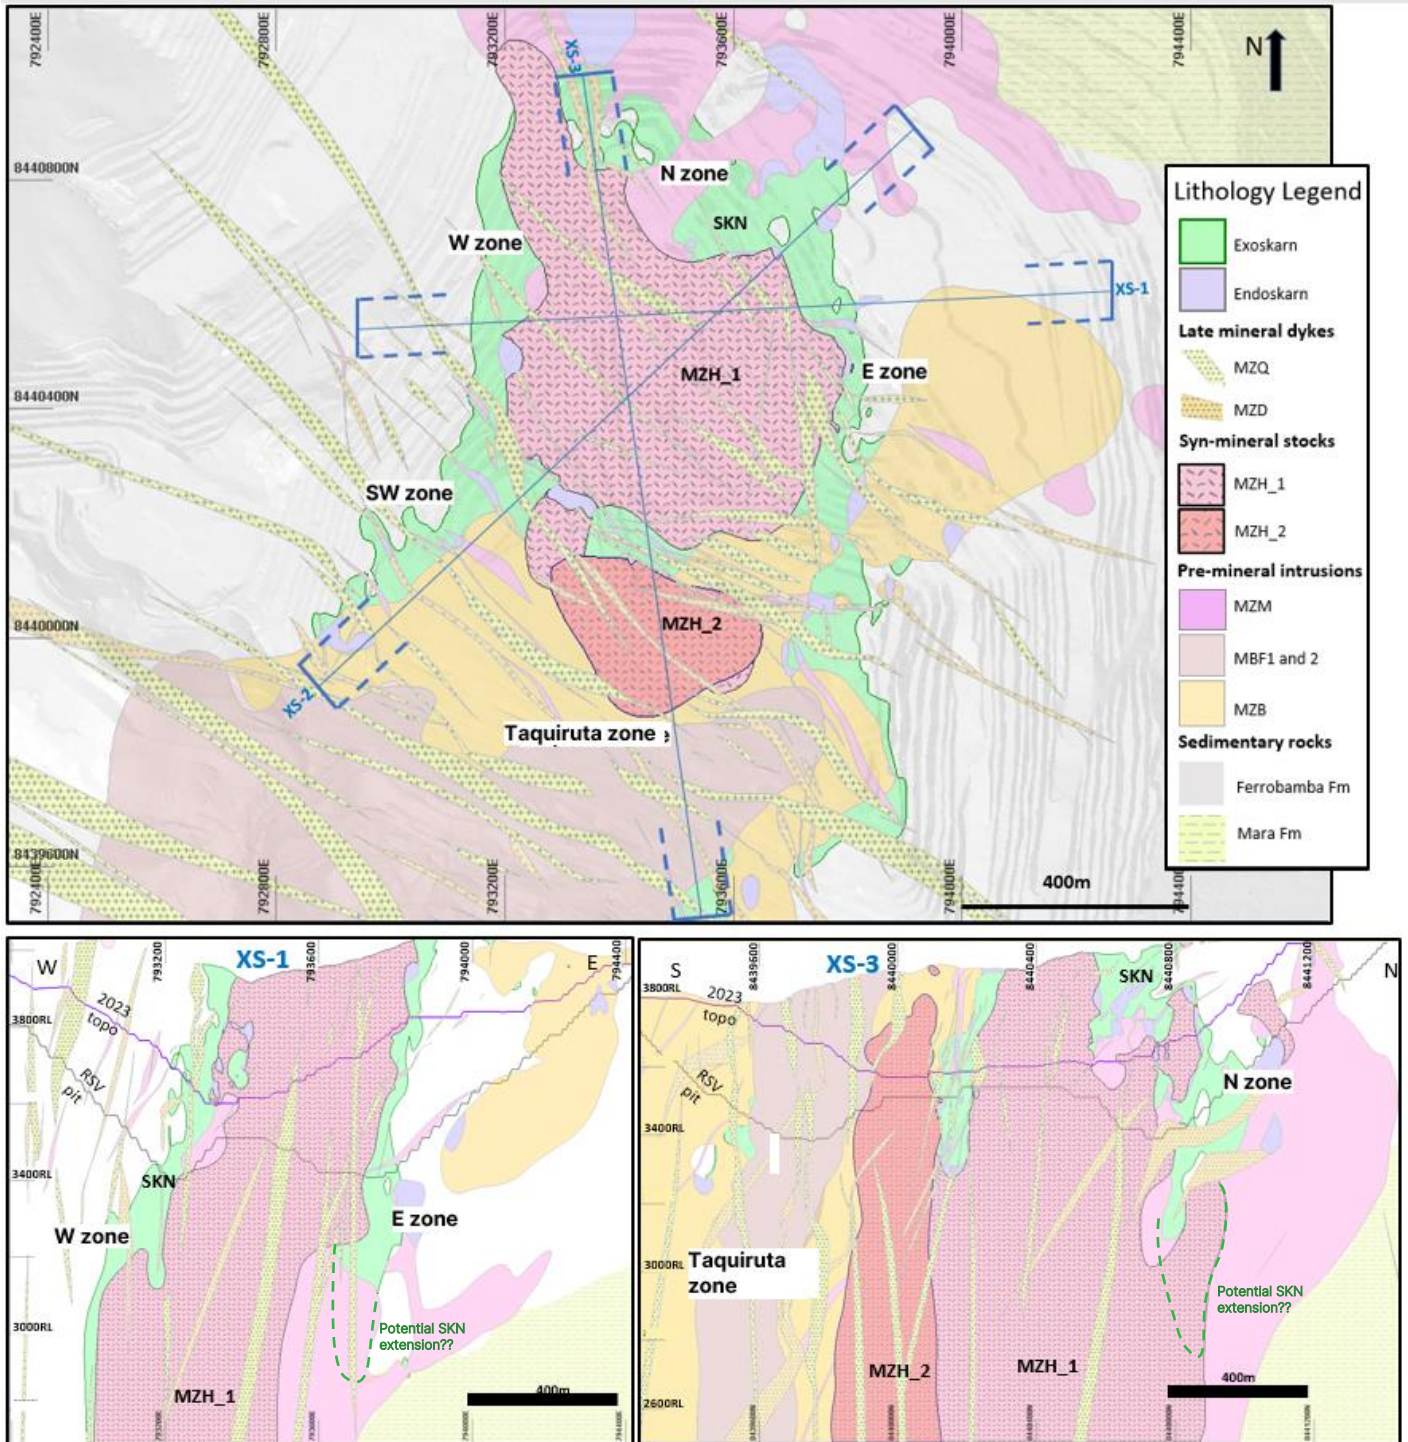 792400E
792800E
793200E
793600E
794000E
794400E
XS-3
N
8440800N
N zone
SKN
W zone
XS-1
MZH_1
E zone
8440400N
SW zone
8440000N
MZH_2
XS-2
Taquiruta zone
8439600N
792400E
792800E
793200E
793600E
794000E
400m
Lithology Legend
Exoskarn
Endoskarn
Late mineral dykes
MZQ
MZD
Syn-mineral stocks
MZH_1
MZH_2
Pre-mineral intrusions
MZM
MBF1 and 2
MZB
Sedimentary rocks
Ferrobamba Fm
Mara Fm
W
793200
XS-1
793600
794000
E
794400
2023
topo
3800RL
RSV
pit
3400RL
SKN
W zone
E zone
3000RL
Potential SKN
extension??
MZH_1
400m
S
8439600
XS-3
8440000
8440400
SKN
8440800
8441200
N
3800RL
2023
topo
RSV
pit
N zone
3400RL
Taquiruta
zone
3000RL
Potential SKN
extension??
MZH_2
MZH_1
400m
2600RL